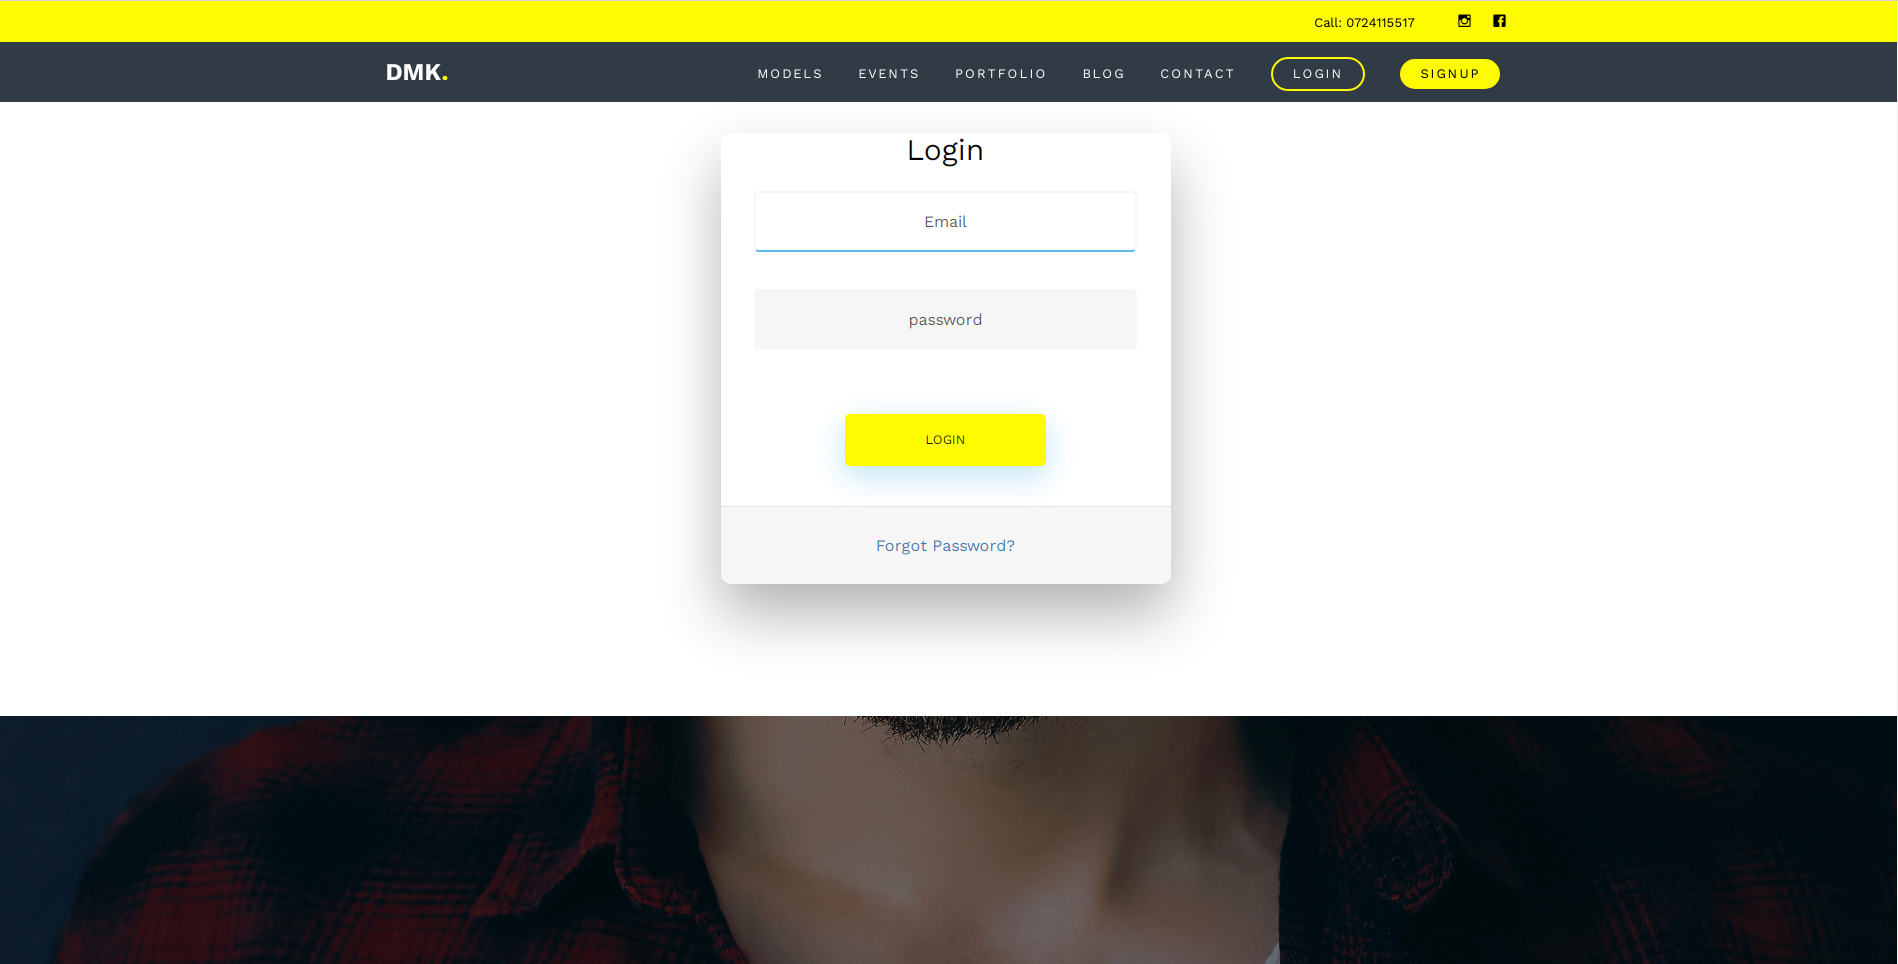 Call: 0724115517
DMK.
MODELS EVENTS PORTFOLIO BLOG CONTACT LOGIN SIGNUP
Login
Email
password
LOGIN
Forgot Password?